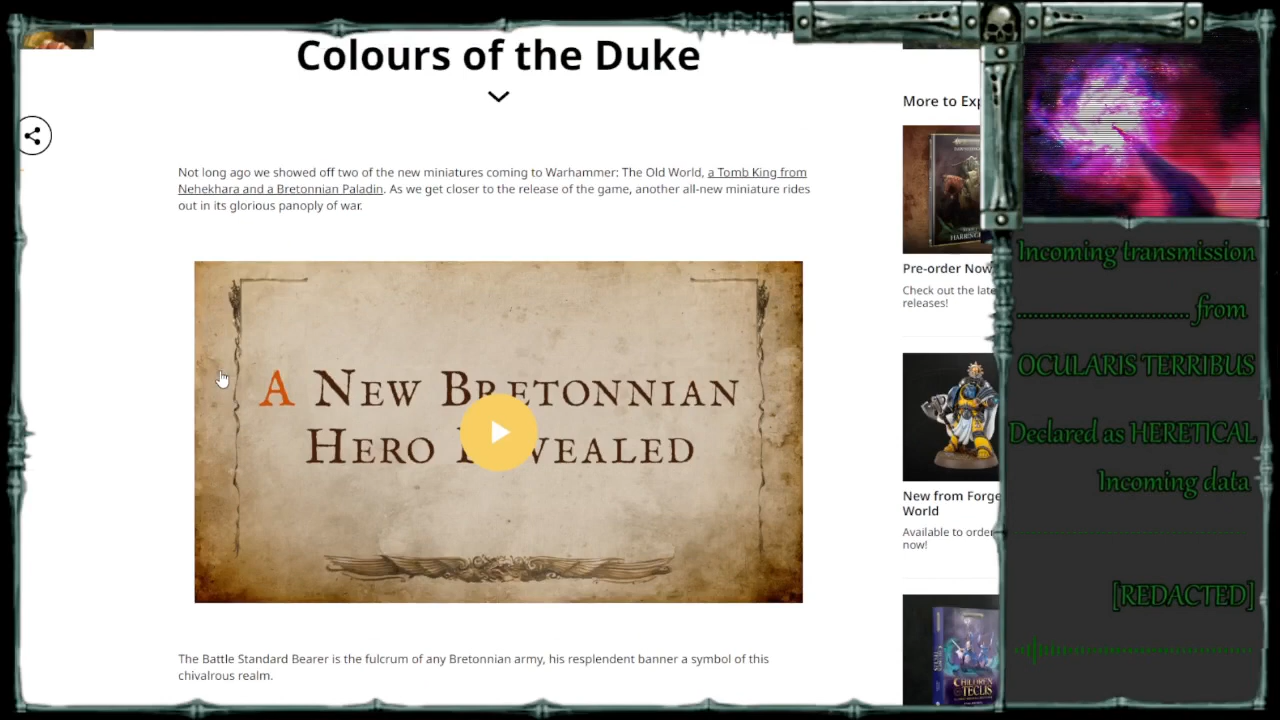 Colours of the Duke
Not long ago we showed off two of the new miniatures coming to Warhammer: The Old World, a Tomb King from
Nehekhara and a Bretonnian Paladin. As we get closer to the release of the game, another all-new miniature rides
out in its glorious panoply of war.
A New Bretonnian
Hero
The Battle Standard Bearer is the fulcrum of any Bretonnian army, his resplendent banner a symbol of this
chivalrous realm.
More to
Pre-order Now
Check out the
releases!
New from Forge
World
Available to order
now!
CHILDREN
TECLIS
Incoming transmission
.............................. from
OCULARIS TERRIBUS
Declared as HERETICAL
Incoming data
[REDACTED]